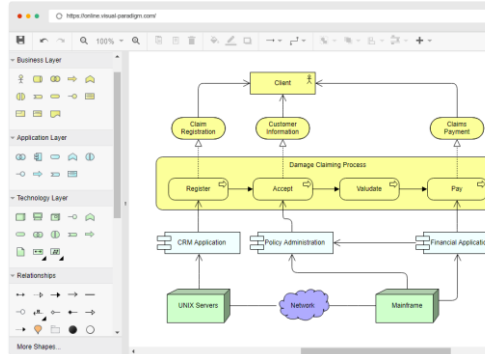 https://online.visual-paradigm.com/
100%
Business Layer
Application Layer
Technology Layer
Relationships
More Shapes...
Client
Claim
Registration
Customer
Information
Claims
Payment
Damage Claiming Process
Register
Accept
Valudate
Pay
CRM Application
Policy Administration
Financial Applicatio
UNIX Servers
Network
Mainframe